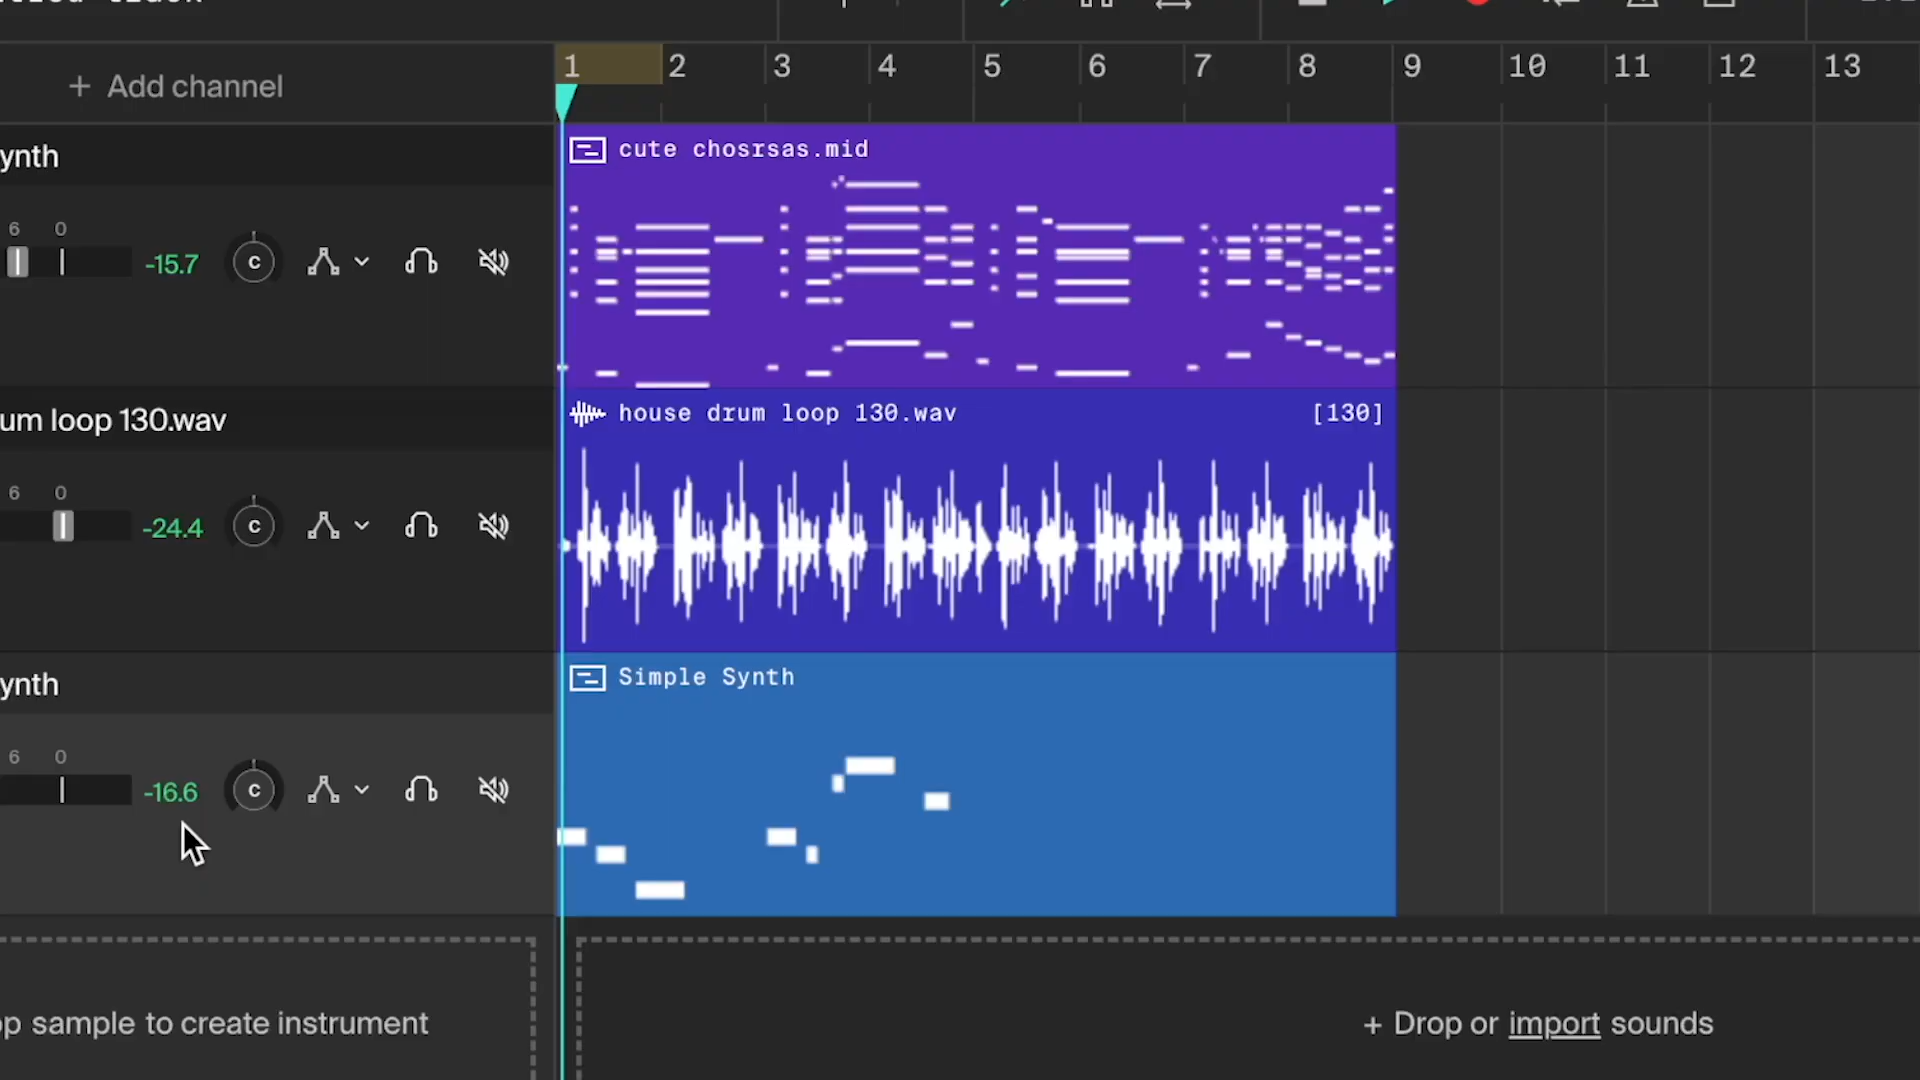 + Add channel
1 2 3 4 5 6 7 8 9 10 11 12 13
ynth
cute chosrsas.mid
6 0
-15.7 C
um loop 130.wav
house drum loop 130.wav [130]
6 0
-24.4 C
ynth
Simple Synth
6 0
-16.6 C
op sample to create instrument
+ Drop or import sounds